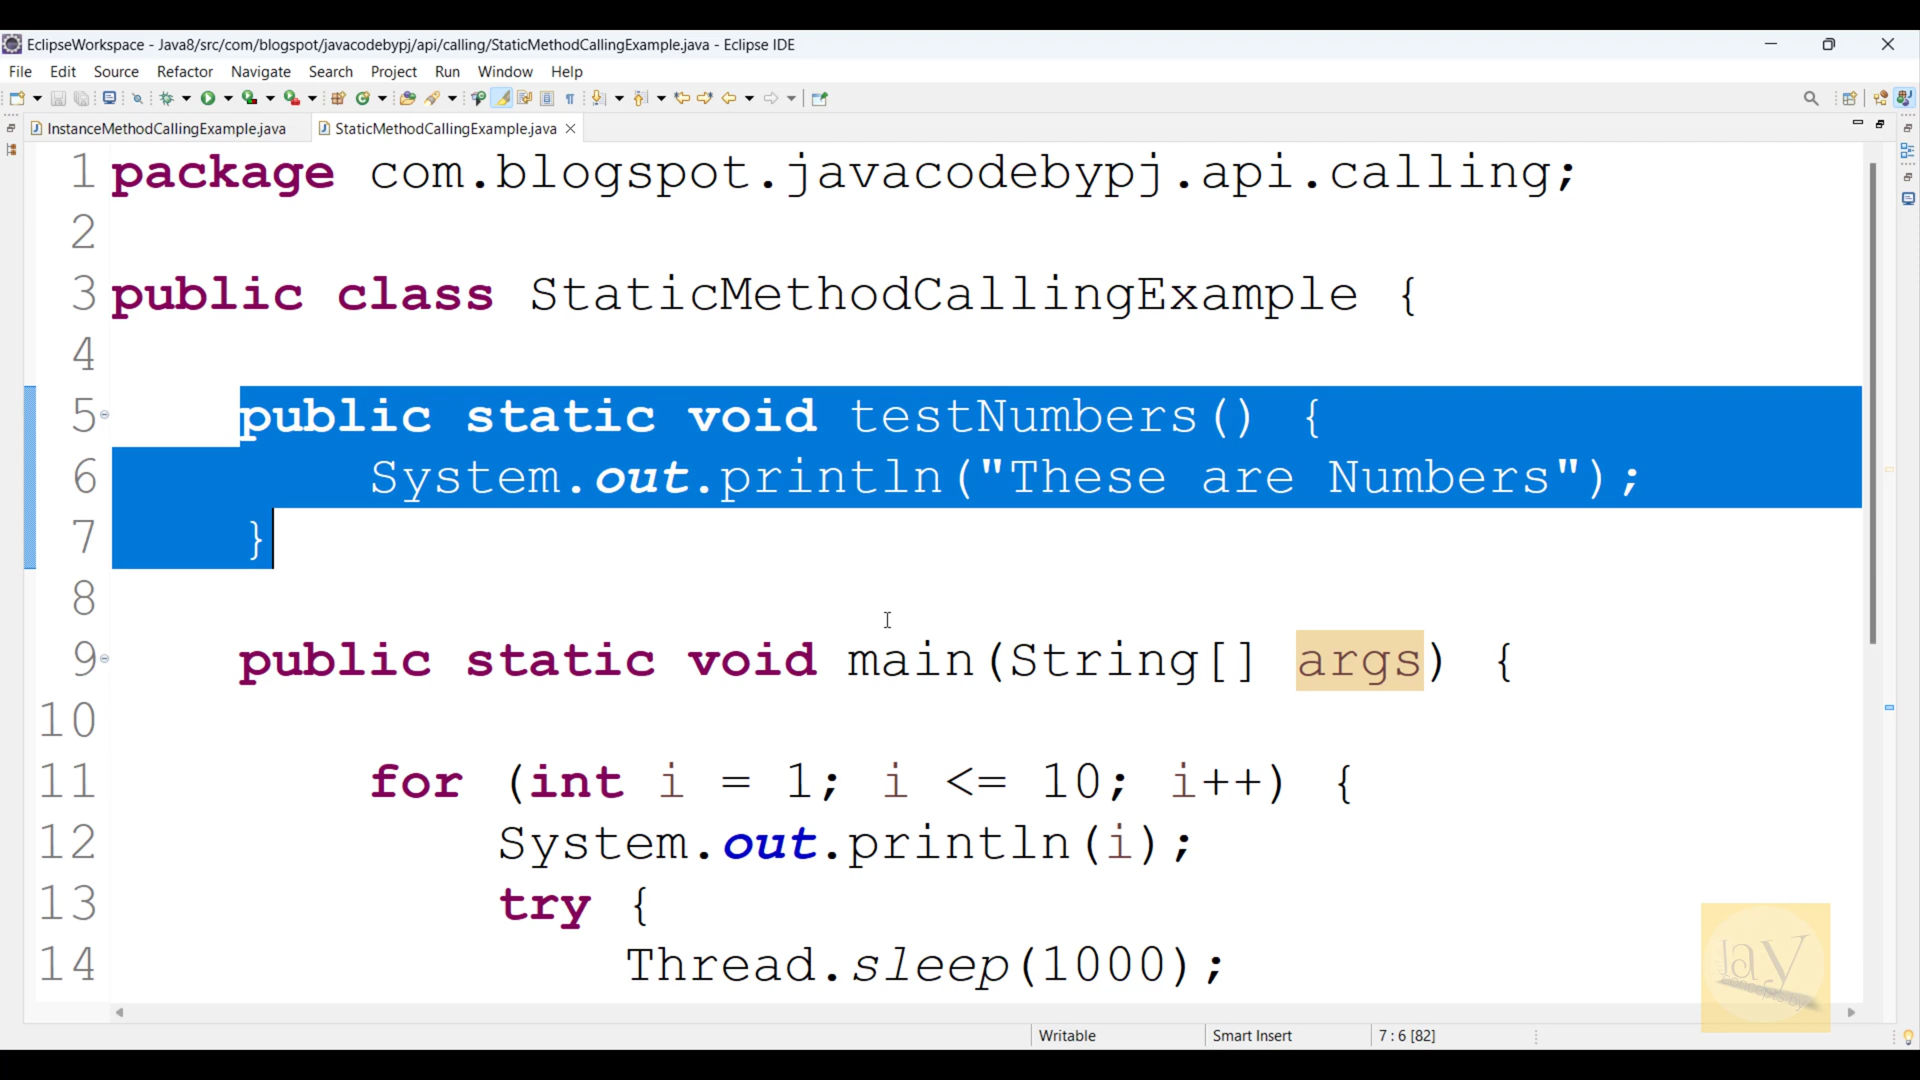 EclipseWorkspace - Java8/src/com/blogspot/javacodebypj/api/calling/StaticMethodCallingExample.java - Eclipse IDE
File Edit Source Refactor Navigate Search Project Run Window Help
InstanceMethodCallingExample.java StaticMethodCallingExample.java
1 package com.blogspot.javacodebypj.api.calling;
2
3 public class StaticMethodCallingExample {
4
5 public static void testNumbers() {
6 System.out.println("These are Numbers");
7 }
8
9 public static void main(String[] args) {
10
11 for (int i = 1; i <= 10; i++) {
12 System.out.println(i);
13 try {
14 Thread.sleep(1000);
Jay
concepts by
Writable Smart Insert 7 : 6 [82]